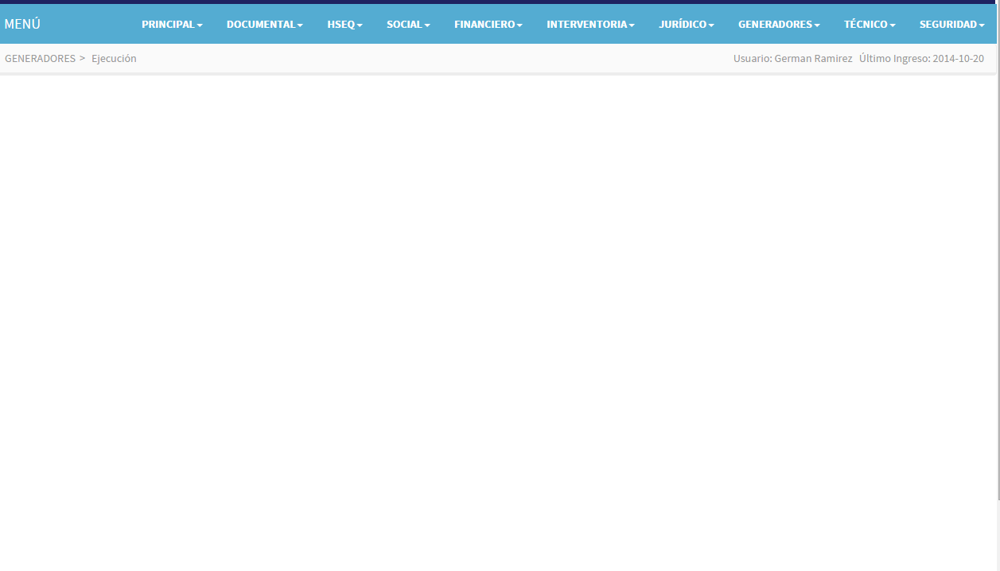 MENÚ PRINCIPAL DOCUMENTAL HSEQ SOCIAL FINANCIERO INTERVENTORIA JURÍDICO GENERADORES TÉCNICO SEGURIDAD
GENERADORES > Ejecución Usuario: German Ramirez Último Ingreso: 2014-10-20